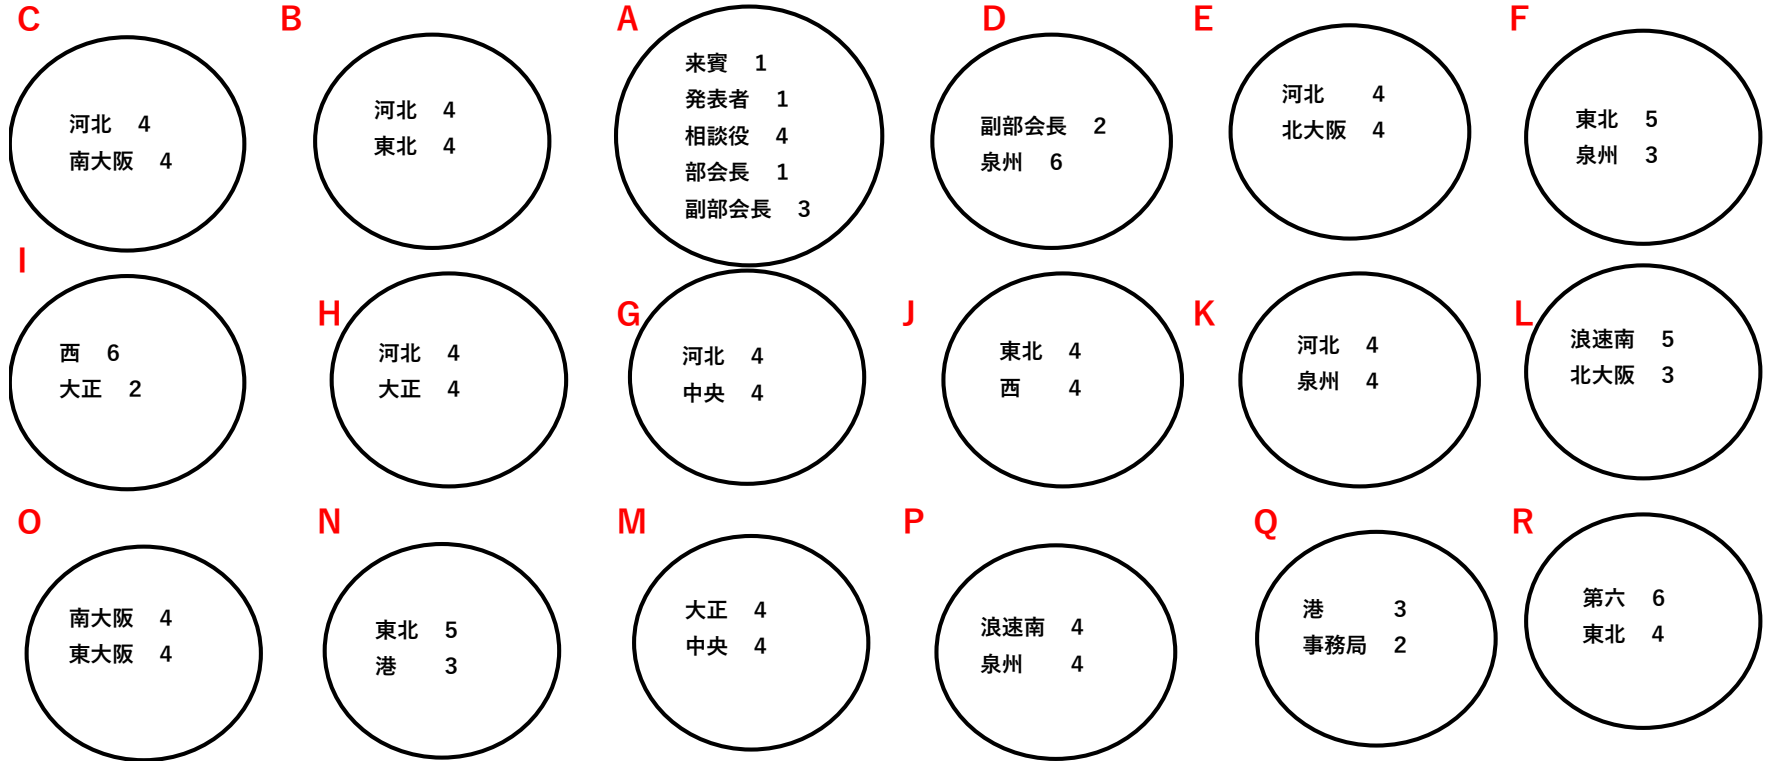 C
河北 4
南大阪 4
B
河北 4
東北 4
A
来賓 1
発表者 1
相談役 4
部会長 1
副部会長 3
D
副部会長 2
泉州 6
E
河北 4
北大阪 4
F
東北 5
泉州 3
I
西 6
大正 2
H
河北 4
大正 4
G
河北 4
中央 4
J
東北 4
西 4
K
河北 4
泉州 4
L
浪速南 5
北大阪 3
O
南大阪 4
東大阪 4
N
東北 5
港 3
M
大正 4
中央 4
P
浪速南 4
泉州 4
Q
港 3
事務局 2
R
第六 6
東北 4